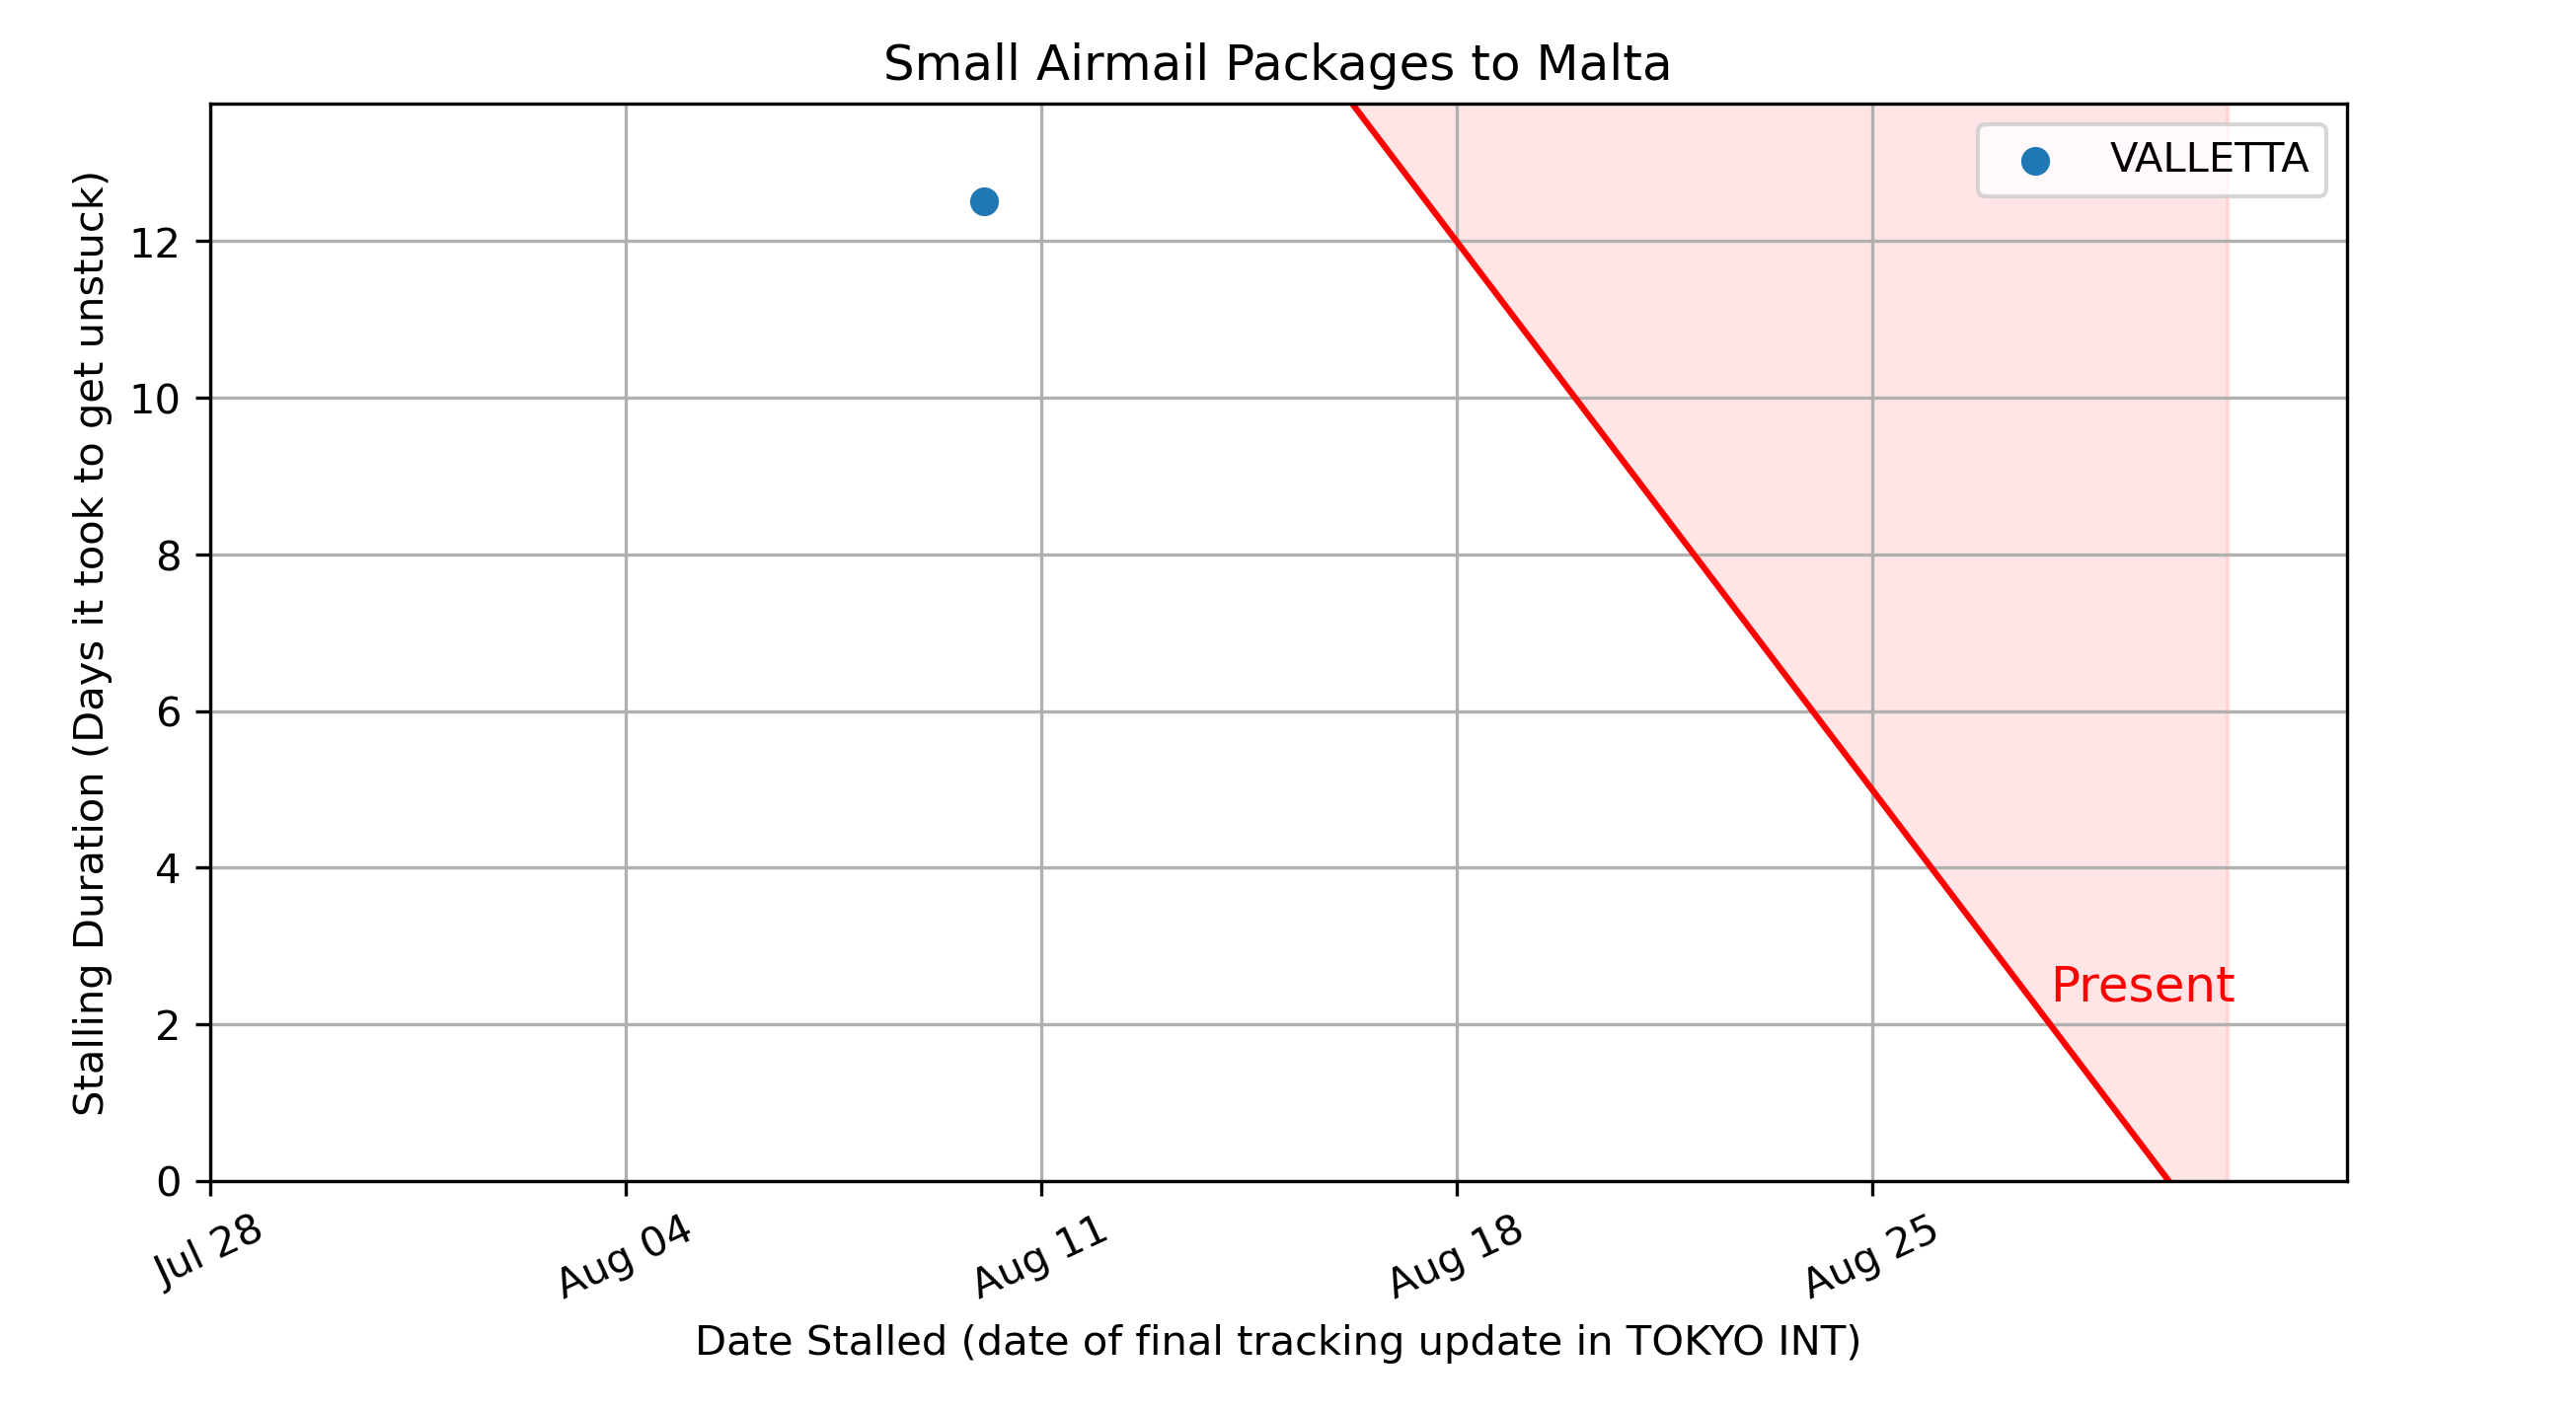 Small Airmail Packages to Malta
VALLETTA
Stalling Duration (Days it took to get unstuck)
12
10
8
6
4
2
0
Present
Jul 28
Aug 04
Aug 11
Aug 18
Aug 25
Date Stalled (date of final tracking update in TOKYO INT)